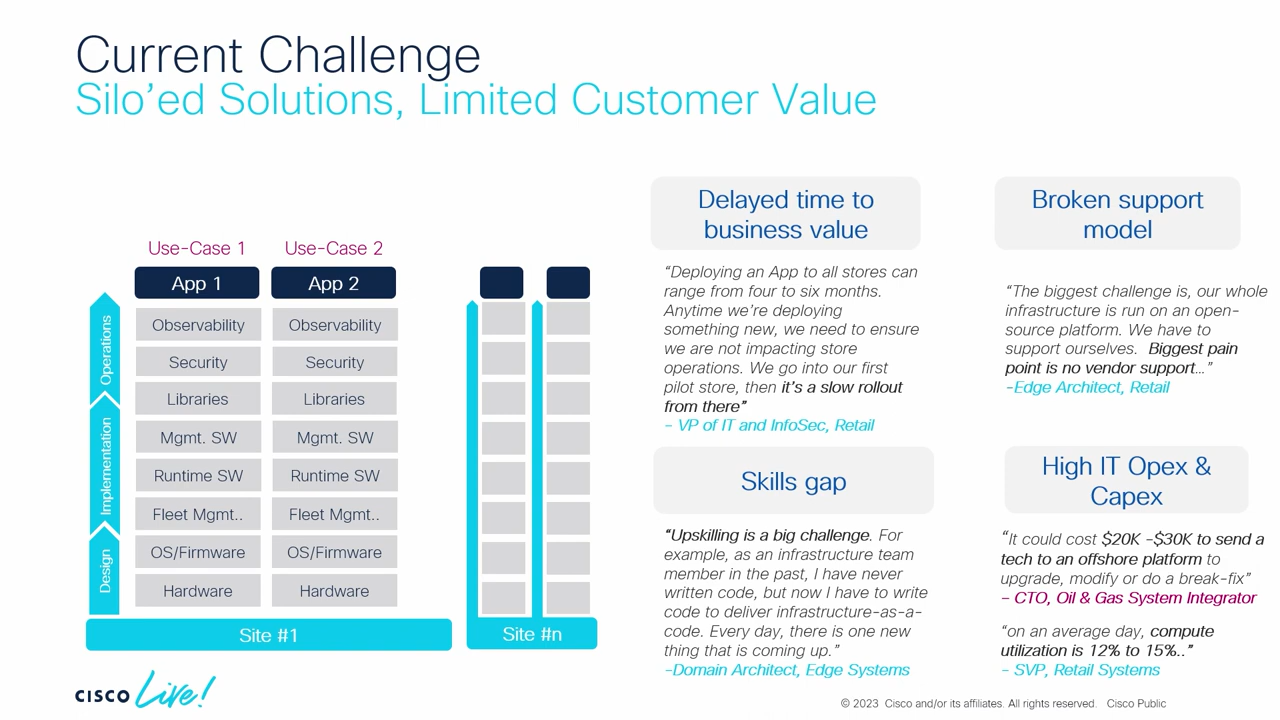 Current Challenge
Silo’ed Solutions, Limited Customer Value
Use-Case 1
Use-Case 2
App 1
App 2
Observability
Observability
Security
Security
Libraries
Libraries
Mgmt. SW
Mgmt. SW
Runtime SW
Runtime SW
Fleet Mgmt..
Fleet Mgmt..
OS/Firmware
OS/Firmware
Hardware
Hardware
Operations
Implementation
Design
Site #1
Site #n
Delayed time to
business value
“Deploying an App to all stores can
range from four to six months.
Anytime we’re deploying
something new, we need to ensure
we are not impacting store
operations. We go into our first
pilot store, then it’s a slow rollout
from there”
- VP of IT and InfoSec, Retail
Broken support
model
“The biggest challenge is, our whole
infrastructure is run on an open-
source platform. We have to
support ourselves.  Biggest pain
point is no vendor support…”
-Edge Architect, Retail
Skills gap
“Upskilling is a big challenge. For
example, as an infrastructure team
member in the past, I have never
written code, but now I have to write
code to deliver infrastructure-as-a-
code. Every day, there is one new
thing that is coming up.”
-Domain Architect, Edge Systems
High IT Opex &
Capex
“It could cost $20K -$30K to send a
tech to an offshore platform to
upgrade, modify or do a break-fix”
- CTO, Oil & Gas System Integrator
“on an average day, compute
utilization is 12% to 15%..”
- SVP, Retail Systems
CISCO Live!
© 2023  Cisco and/or its affiliates. All rights reserved.   Cisco Public